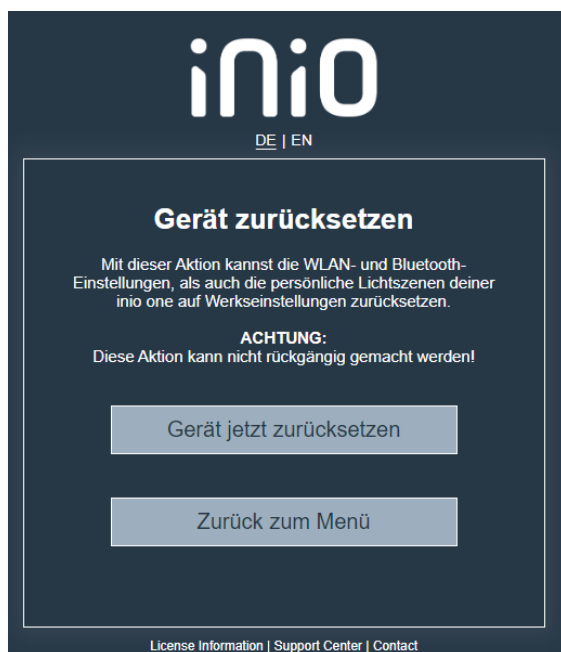 iniO
DE | EN
Gerät zurücksetzen
Mit dieser Aktion kannst die WLAN- und Bluetooth-
Einstellungen, als auch die persönliche Lichtszenen deiner
inio one auf Werkseinstellungen zurücksetzen.
ACHTUNG:
Diese Aktion kann nicht rückgängig gemacht werden!
Gerät jetzt zurücksetzen
Zurück zum Menü
License Information | Support Center | Contact